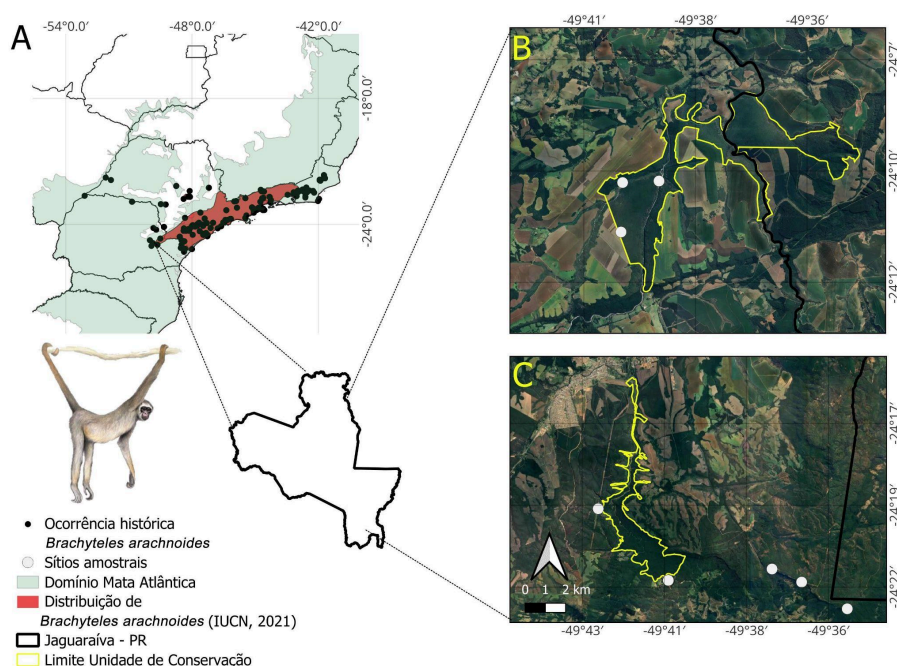 A
-54°0.0'
-48°0.0'
-42°0.0'
-18°0.0'
-24°0.0'
Ocorrência histórica
Brachyteles arachnoides
Sítios amostrais
Domínio Mata Atlântica
Distribuição de
Brachyteles arachnoides (IUCN, 2021)
Jaguaraíva - PR
Limite Unidade de Conservação
B
-49°41'
-49°38'
-49°36'
-24°7'
-24°10'
-24°12'
C
-24°17'
-24°19'
-24°22'
0 1 2 km
-49°43'
-49°41'
-49°38'
-49°36'